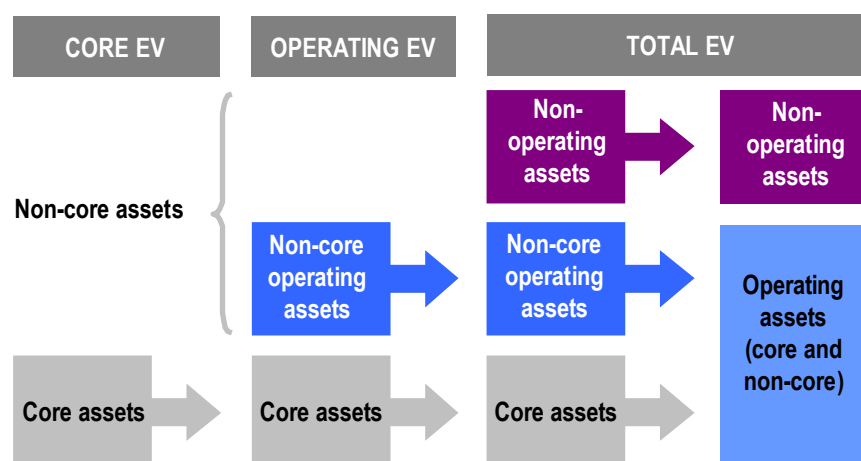 CORE EV
OPERATING EV
TOTAL EV
Non-
operating
assets
Non-
operating
assets
Non-core assets
Non-core
operating
assets
Non-core
operating
assets
Operating
assets
(core and
non-core)
Core assets
Core assets
Core assets